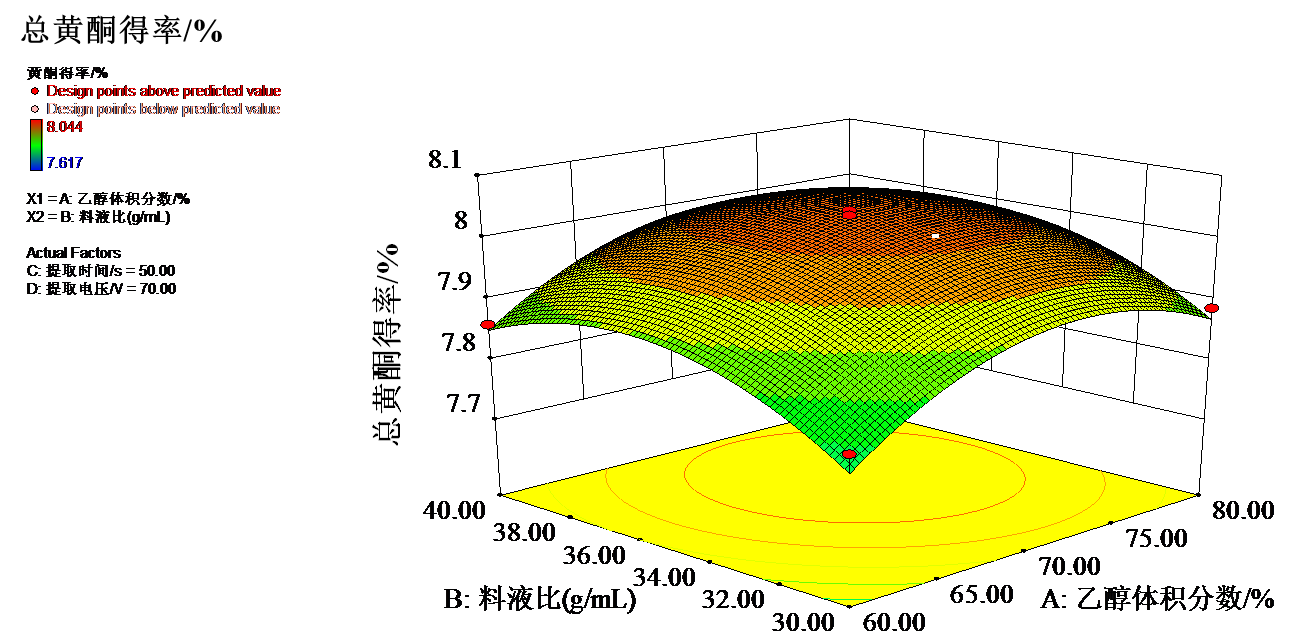 总黄酮得率/%
黄酮得率/%
Design points above predicted value
Design points below predicted value
8.044
7.617
X1 = A: 乙醇体积分数/%
X2 = B: 料液比(g/mL)
Actual Factors
C: 提取时间/s = 50.00
D: 提取电压/V = 70.00
8.1
8
7.9
7.8
7.7
总黄酮得率/%
40.00
38.00
36.00
34.00
32.00
30.00
B: 料液比(g/mL)
60.00
65.00
70.00
75.00
80.00
A: 乙醇体积分数/%